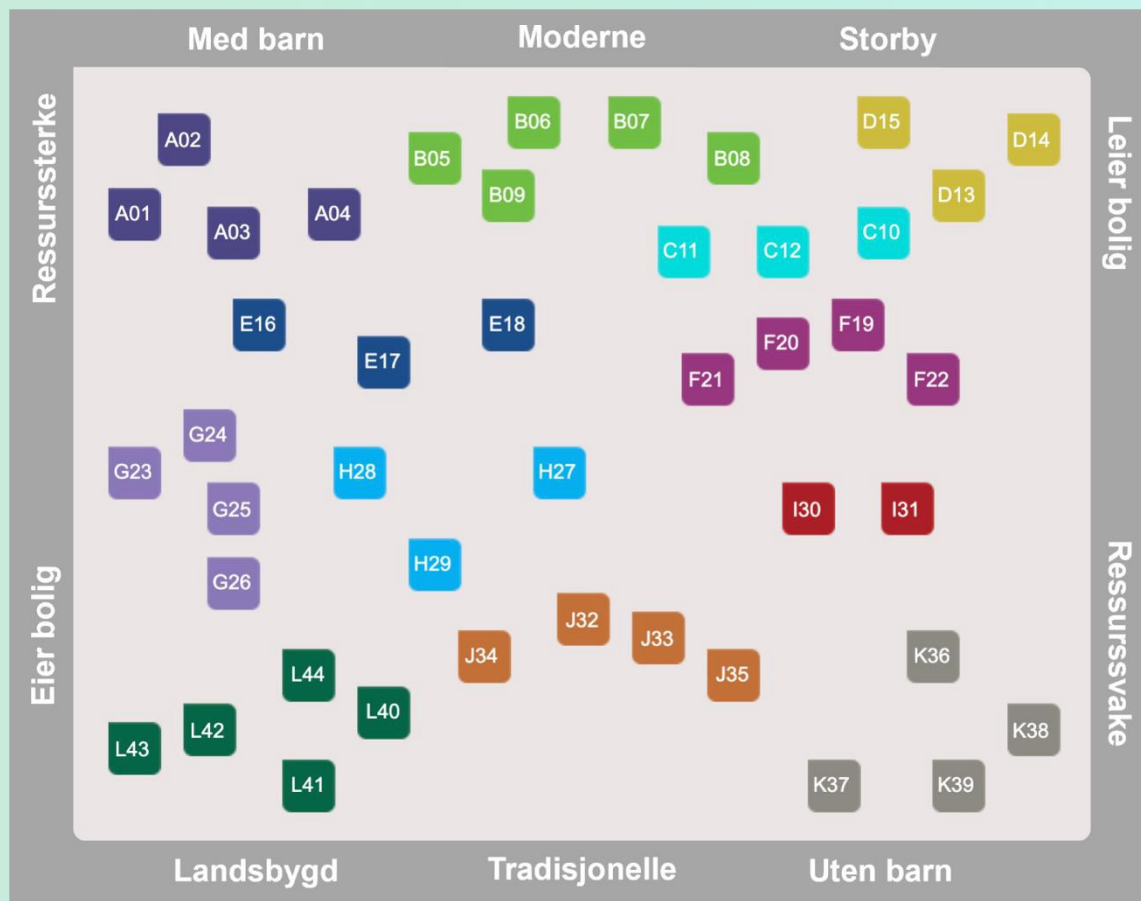 Med barn
Moderne
Storby
Ressurssterke
Leier bolig
A02
B06
B07
D15
D14
B05
B08
B09
D13
A01
A03
A04
C10
C11
C12
E16
E18
F19
F20
E17
F21
F22
G24
G23
H28
H27
G25
I30
I31
H29
G26
Eier bolig
Ressurssvake
J32
J33
J34
J35
K36
L44
L40
L42
L43
K38
L41
K37
K39
Landsbygd
Tradisjonelle
Uten barn